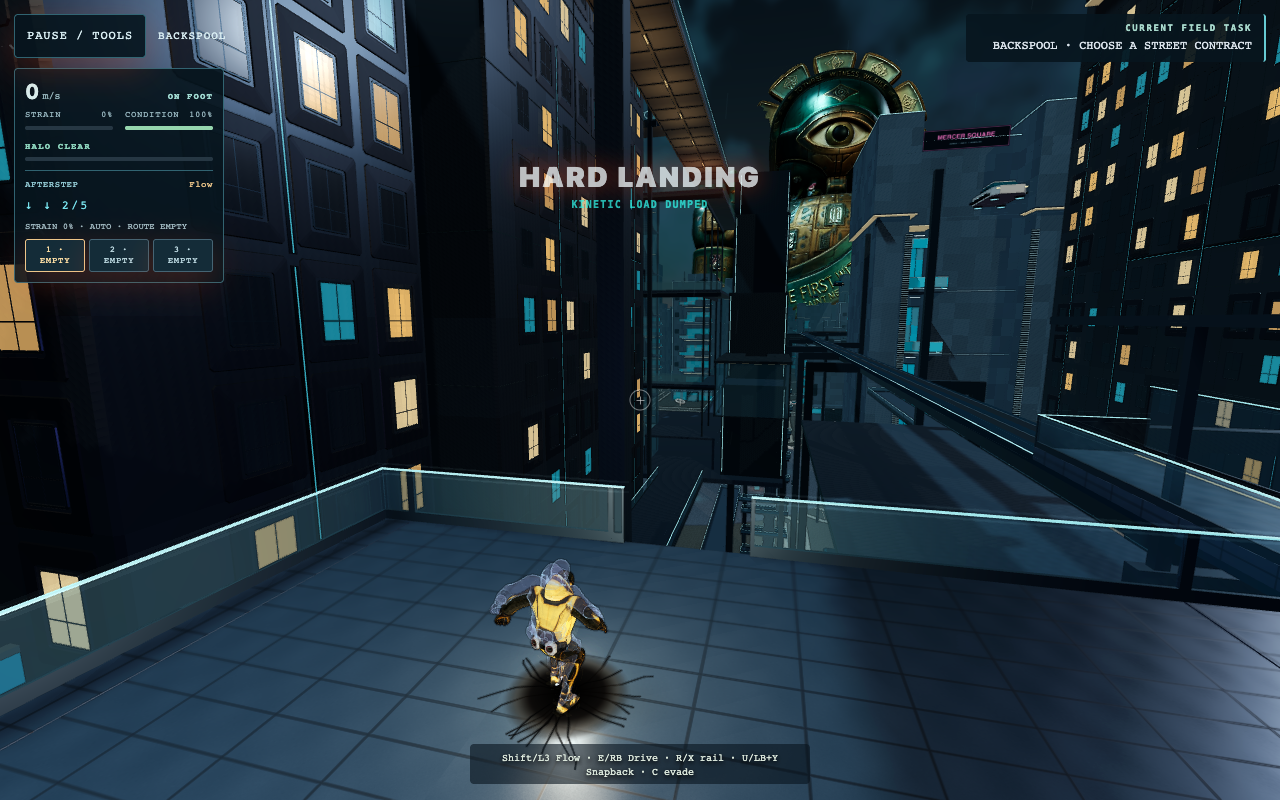 PAUSE / TOOLS
BACKSPOOL
CURRENT FIELD TASK
BACKSPOOL · CHOOSE A STREET CONTRACT
0 m/s
ON FOOT
STRAIN 0%
CONDITION 100%
HALO CLEAR
AFTERSTEP Flow
↓ ↓ 2/5
STRAIN 0% · AUTO · ROUTE EMPTY
1 · EMPTY
2 · EMPTY
3 · EMPTY
HARD LANDING
KINETIC LOAD DUMPED
MERCER SQUARE
E FIRST
Shift/L3 Flow · E/RB Drive · R/X rail · U/LB+Y
Snapback · C evade